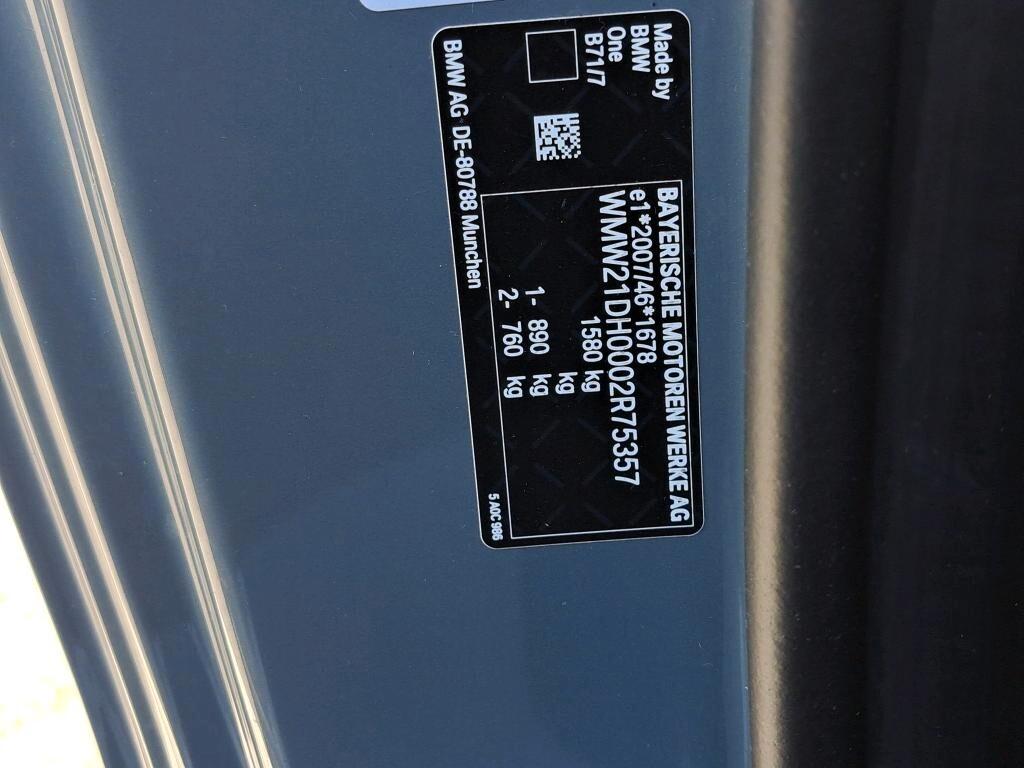 Made by
BMW
One
B71/7
BAYERISCHE MOTOREN WERKE AG
e1*2007/46*1678
WMW21DH0002R75357
1580 kg
kg
1- 890 kg
2- 760 kg
BMW AG DE-80788 Munchen
5 A0C 986